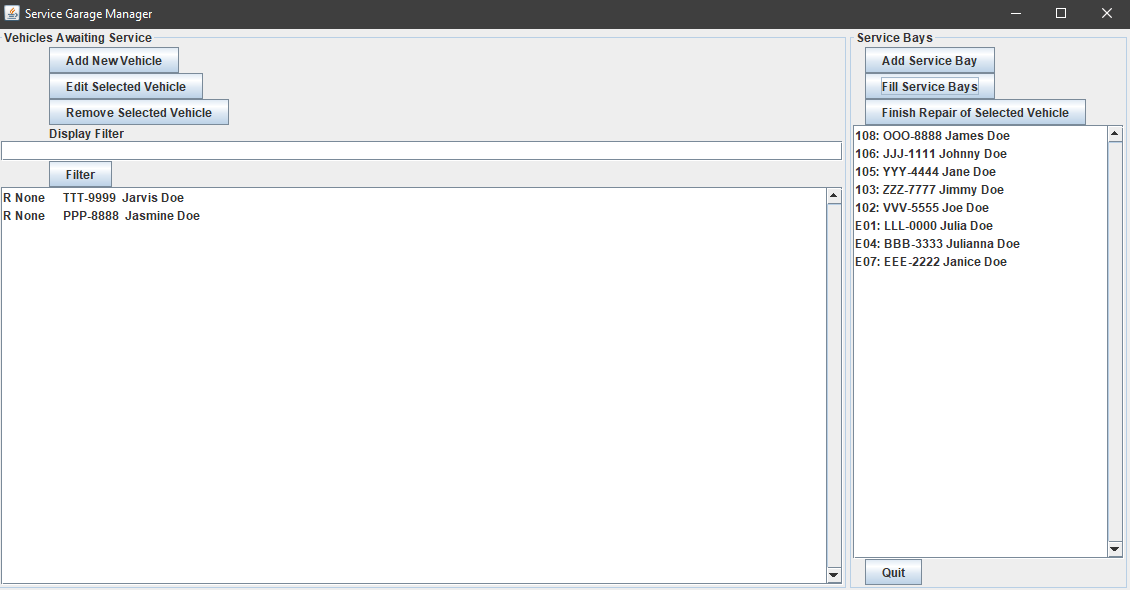 Service Garage Manager
Vehicles Awaiting Service
Add New Vehicle
Edit Selected Vehicle
Remove Selected Vehicle
Display Filter
Filter
R None TTT-9999 Jarvis Doe
R None PPP-8888 Jasmine Doe
Service Bays
Add Service Bay
Fill Service Bays
Finish Repair of Selected Vehicle
108: OOO-8888 James Doe
106: JJJ-1111 Johnny Doe
105: YYY-4444 Jane Doe
103: ZZZ-7777 Jimmy Doe
102: VVV-5555 Joe Doe
E01: LLL-0000 Julia Doe
E04: BBB-3333 Julianna Doe
E07: EEE-2222 Janice Doe
Quit